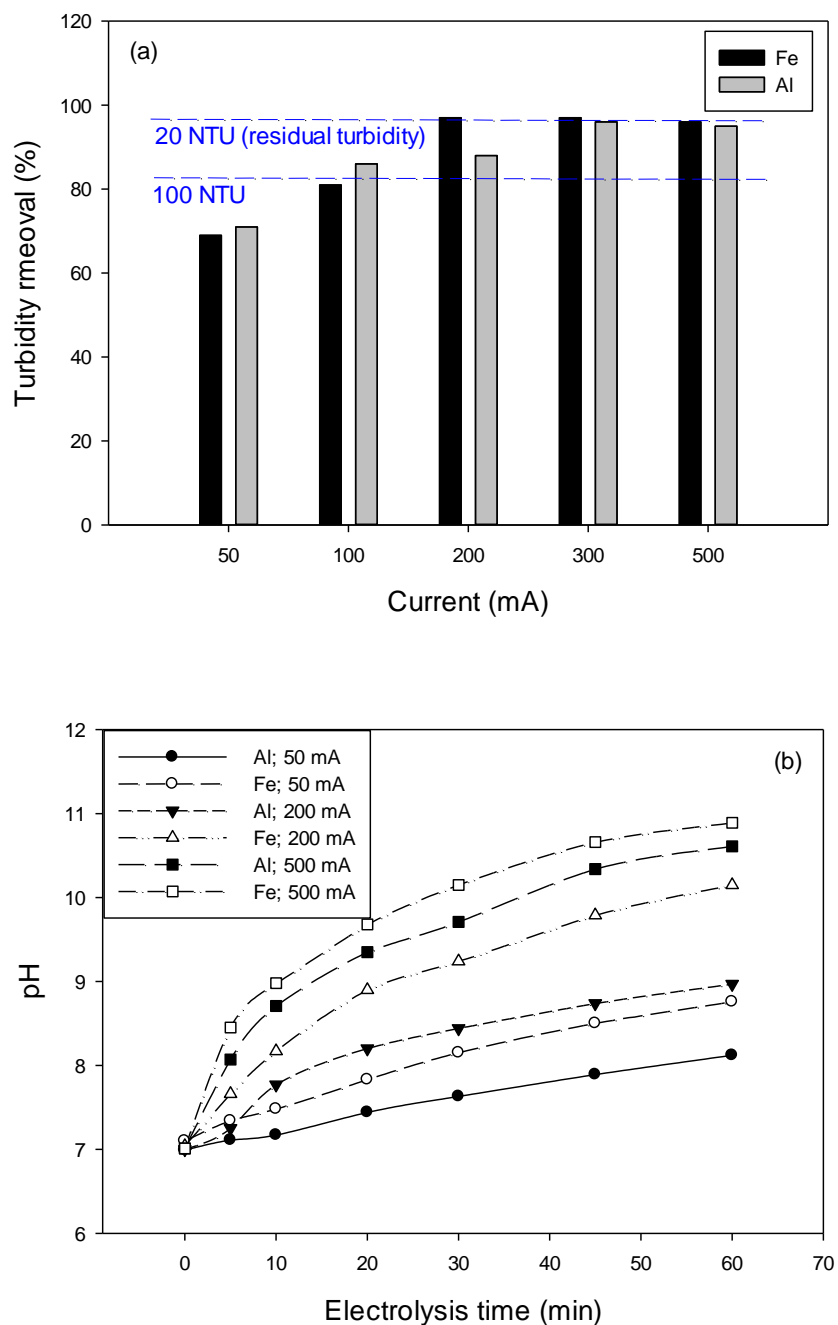 (a)
Fe
Al
20 NTU (residual turbidity)
100 NTU
Turbidity rmeoval (%)
120
100
80
60
40
20
0
50 100 200 300 500
Current (mA)
(b)
Al; 50 mA
Fe; 50 mA
Al; 200 mA
Fe; 200 mA
Al; 500 mA
Fe; 500 mA
pH
12
11
10
9
8
7
6
0 10 20 30 40 50 60 70
Electrolysis time (min)